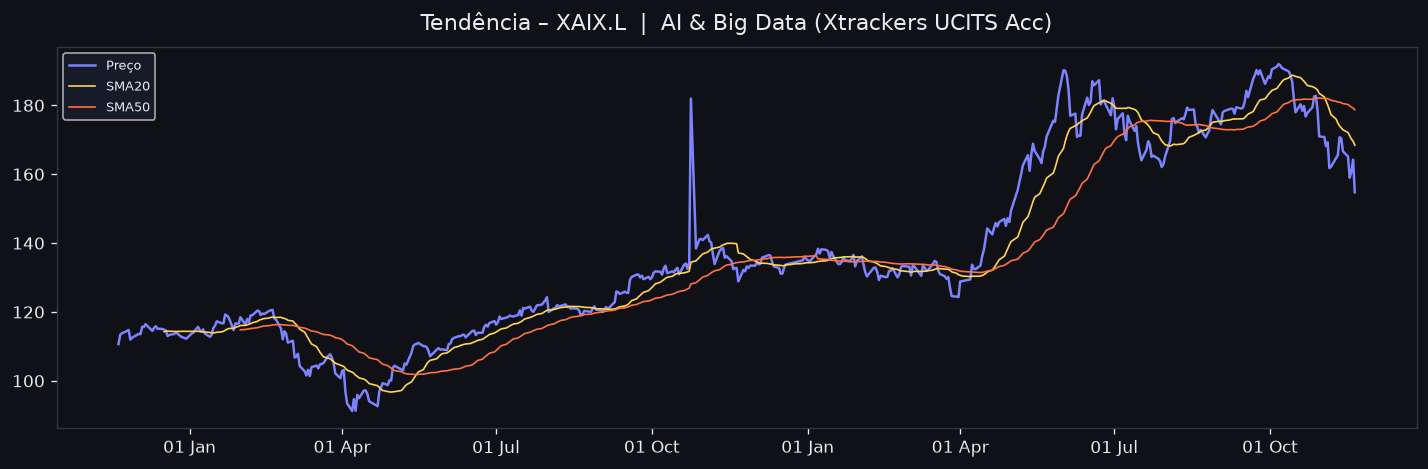 Tendência – XAIX.L | AI & Big Data (Xtrackers UCITS Acc)
Preço
SMA20
SMA50
180
160
140
120
100
01 Jan
01 Apr
01 Jul
01 Oct
01 Jan
01 Apr
01 Jul
01 Oct